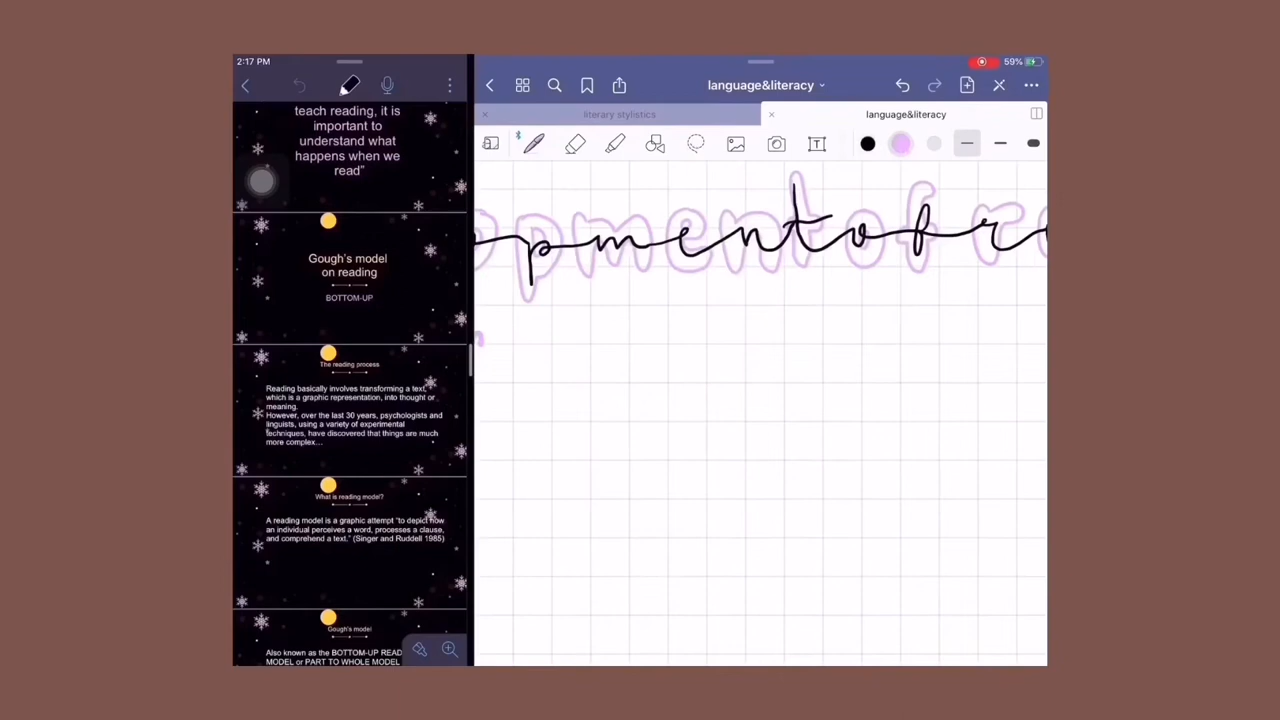 2:17 PM
59%
teach reading, it is
important to
understand what
happens when we
read”
Gough’s model
on reading
BOTTOM-UP
The reading process
Reading basically involves transforming a text,
which is a graphic representation, into thought or
meaning.
However, over the last 30 years, psychologists and
linguists, using a variety of experimental
techniques, have discovered that things are much
more complex…
What is reading model?
A reading model is a graphic attempt “to depict how
an individual perceives a word, processes a clause,
and comprehend a text.” (Singer and Ruddell 1985)
Gough's model
Also known as the BOTTOM-UP READ
MODEL or PART TO WHOLE MODEL
language&literacy
literary stylistics
language&literacy
T
opmentofre